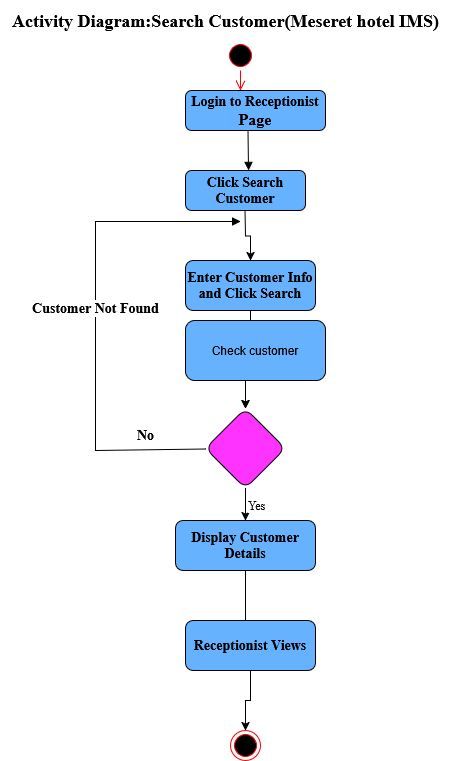 Activity Diagram:Search Customer(Meseret hotel IMS)
Login to Receptionist
Page
Click Search
Customer
Enter Customer Info
and Click Search
Customer Not Found
Check customer
No
Yes
Display Customer
Details
Receptionist Views